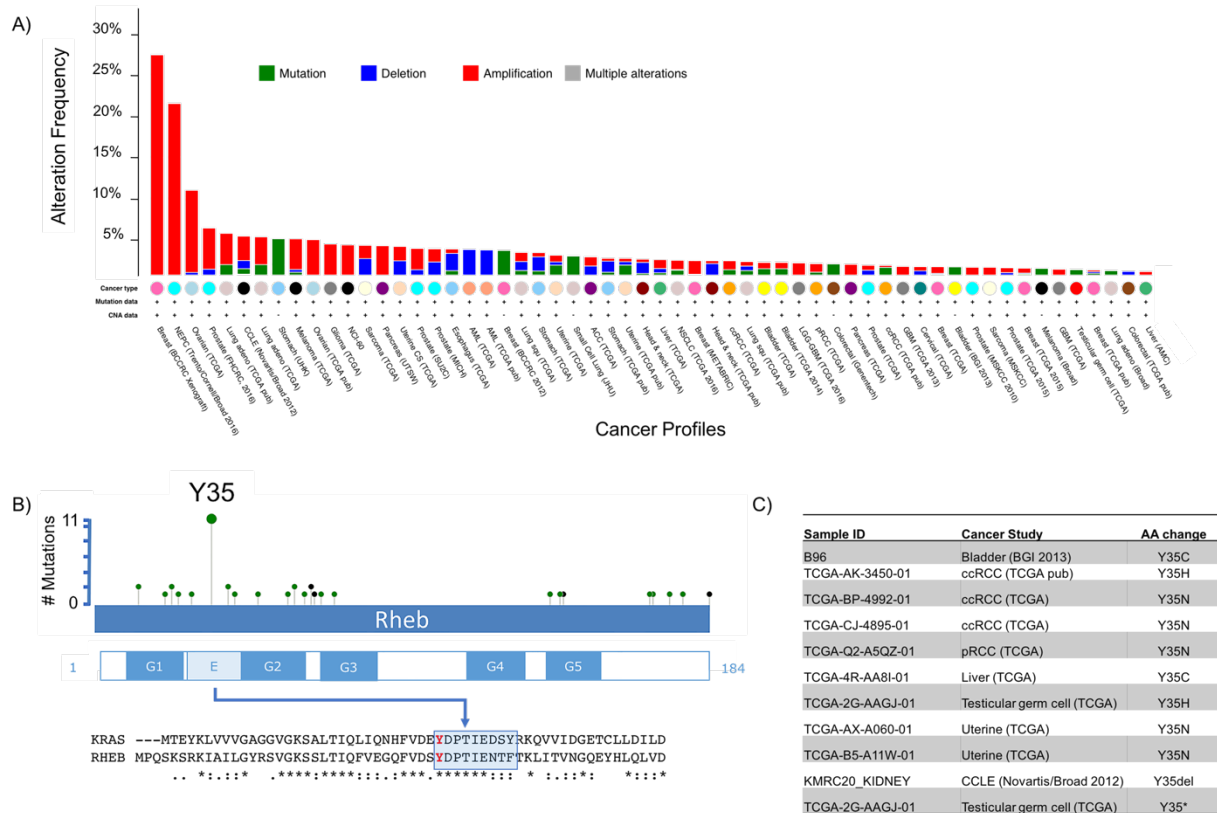 A)
30%
25%
20%
15%
10%
5%
Alteration Frequency
Mutation Deletion Amplification Multiple alterations
Cancer type
Mutation data
CNA data
Breast (BCCRC Xenograft)
NEPC (Trento/Cornell/Broad 2016)
Ovarian (TCGA)
Prostate (FHCRC, 2016)
Lung adeno (TCGA)
Lung adeno (TCGA pub)
CCLE (Novartis/Broad 2012)
Stomach (UHK)
Melanoma (TCGA)
Ovarian (TCGA pub)
Glioma (TCGA)
NCI-60
Sarcoma (TCGA)
Pancreas (UTSW)
Uterine CS (TCGA)
Prostate (TCGA)
Prostate (SU2C)
Prostate (MICH)
Esophagus (TCGA)
AML (TCGA)
AML (TCGA pub)
Breast (BCCRC 2012)
Lung squ (TCGA)
Stomach (TCGA)
Uterine (TCGA)
Small Cell Lung (JHU)
ACC (TCGA)
Stomach (TCGA pub)
Uterine (TCGA pub)
Head & neck (TCGA)
Liver (TCGA)
NSCLC (TCGA 2016)
Breast (METABRIC)
Head & neck (TCGA pub)
ccRCC (TCGA)
Lung squ (TCGA pub)
Bladder (TCGA)
Bladder (TCGA 2014)
LGG-GBM (TCGA 2016)
pRCC (TCGA)
Colorectal (Genentech)
Pancreas (TCGA)
Prostate (TCGA)
ccRCC (TCGA pub)
GBM (TCGA 2013)
Cervical (TCGA)
Breast (TCGA)
Bladder (BGI 2013)
Prostate (MSKCC 2010)
Sarcoma (MSKCC)
Prostate (TCGA 2015)
Breast (TCGA 2015)
Melanoma (Broad)
GBM (TCGA)
Testicular germ cell (TCGA)
Breast (TCGA pub)
Lung adeno (Broad)
Colorectal (TCGA pub)
Liver (AMC)
Cancer Profiles
B)
Y35
11
0
# Mutations
Rheb
1 G1 E G2 G3 G4 G5 184
KRAS ---MTEYKLVVVGAGGVGKSALTIQLIQNHFVDEYDPTIEDSYRKQVVIDGETCLLDILD
RHEB MPQSKSRKIAILGYRSVGKSSLTIQFVEGQFVDSYDPTIENTFTKLITVNGQEYHLQLVD
C)
Sample ID Cancer Study AA change
B96 Bladder (BGI 2013) Y35C
TCGA-AK-3450-01 ccRCC (TCGA pub) Y35H
TCGA-BP-4992-01 ccRCC (TCGA) Y35N
TCGA-CJ-4895-01 ccRCC (TCGA) Y35N
TCGA-Q2-A5QZ-01 pRCC (TCGA) Y35N
TCGA-4R-AA8I-01 Liver (TCGA) Y35C
TCGA-2G-AAGJ-01 Testicular germ cell (TCGA) Y35H
TCGA-AX-A060-01 Uterine (TCGA) Y35N
TCGA-B5-A11W-01 Uterine (TCGA) Y35N
KMRC20_KIDNEY CCLE (Novartis/Broad 2012) Y35del
TCGA-2G-AAGJ-01 Testicular germ cell (TCGA) Y35*